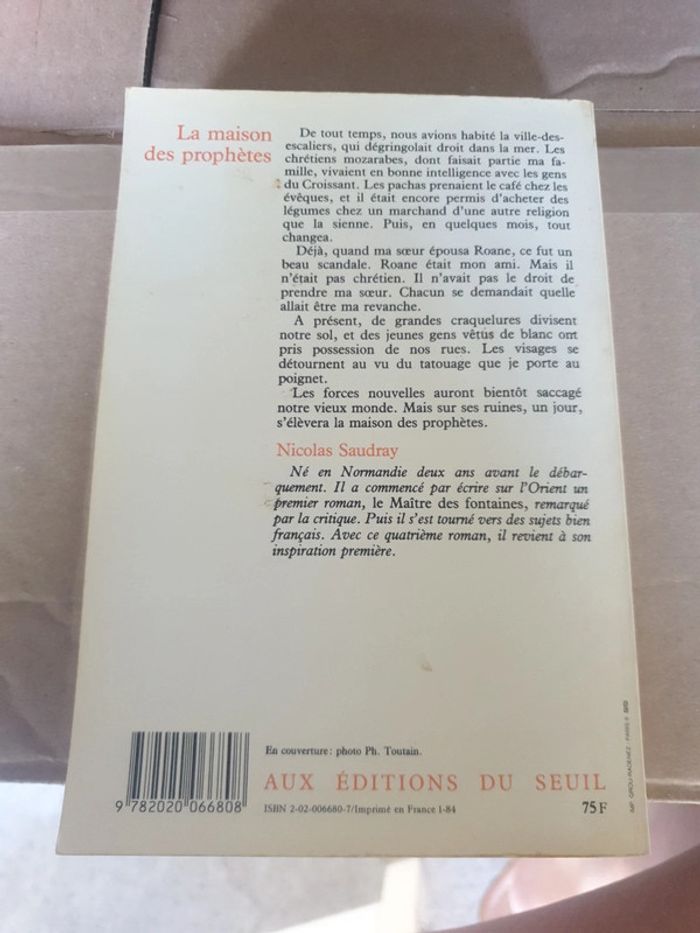 La maison
des prophètes
De tout temps, nous avions habité la ville-des-
escaliers, qui dégringolait droit dans la mer. Les
chrétiens mozarabes, dont faisait partie ma fa-
mille, vivaient en bonne intelligence avec les gens
du Croissant. Les pachas prenaient le café chez les
évêques, et il était encore permis d'acheter des
légumes chez un marchand d'une autre religion
que la sienne. Puis, en quelques mois, tout
changea.
Déjà, quand ma sœur épousa Roane, ce fut un
beau scandale. Roane était mon ami. Mais il
n'était pas chrétien. Il n'avait pas le droit de
prendre ma sœur. Chacun se demandait quelle
allait être ma revanche.
A présent, de grandes craquelures divisent
notre sol, et des jeunes gens vêtus de blanc ont
pris possession de nos rues. Les visages se
détournent au vu du tatouage que je porte au
poignet.
Les forces nouvelles auront bientôt saccagé
notre vieux monde. Mais sur ses ruines, un jour,
s'élèvera la maison des prophètes.
Nicolas Saudray
Né en Normandie deux ans avant le débar-
quement. Il a commencé par écrire sur l'Orient un
premier roman, le Maître des fontaines, remarqué
par la critique. Puis il s'est tourné vers des sujets bien
français. Avec ce quatrième roman, il revient à son
inspiration première.
En couverture : photo Ph. Toutain.
AUX ÉDITIONS DU SEUIL
9 782020 066808
ISBN 2-02-006680-7/Imprimé en France 1-84
75 F